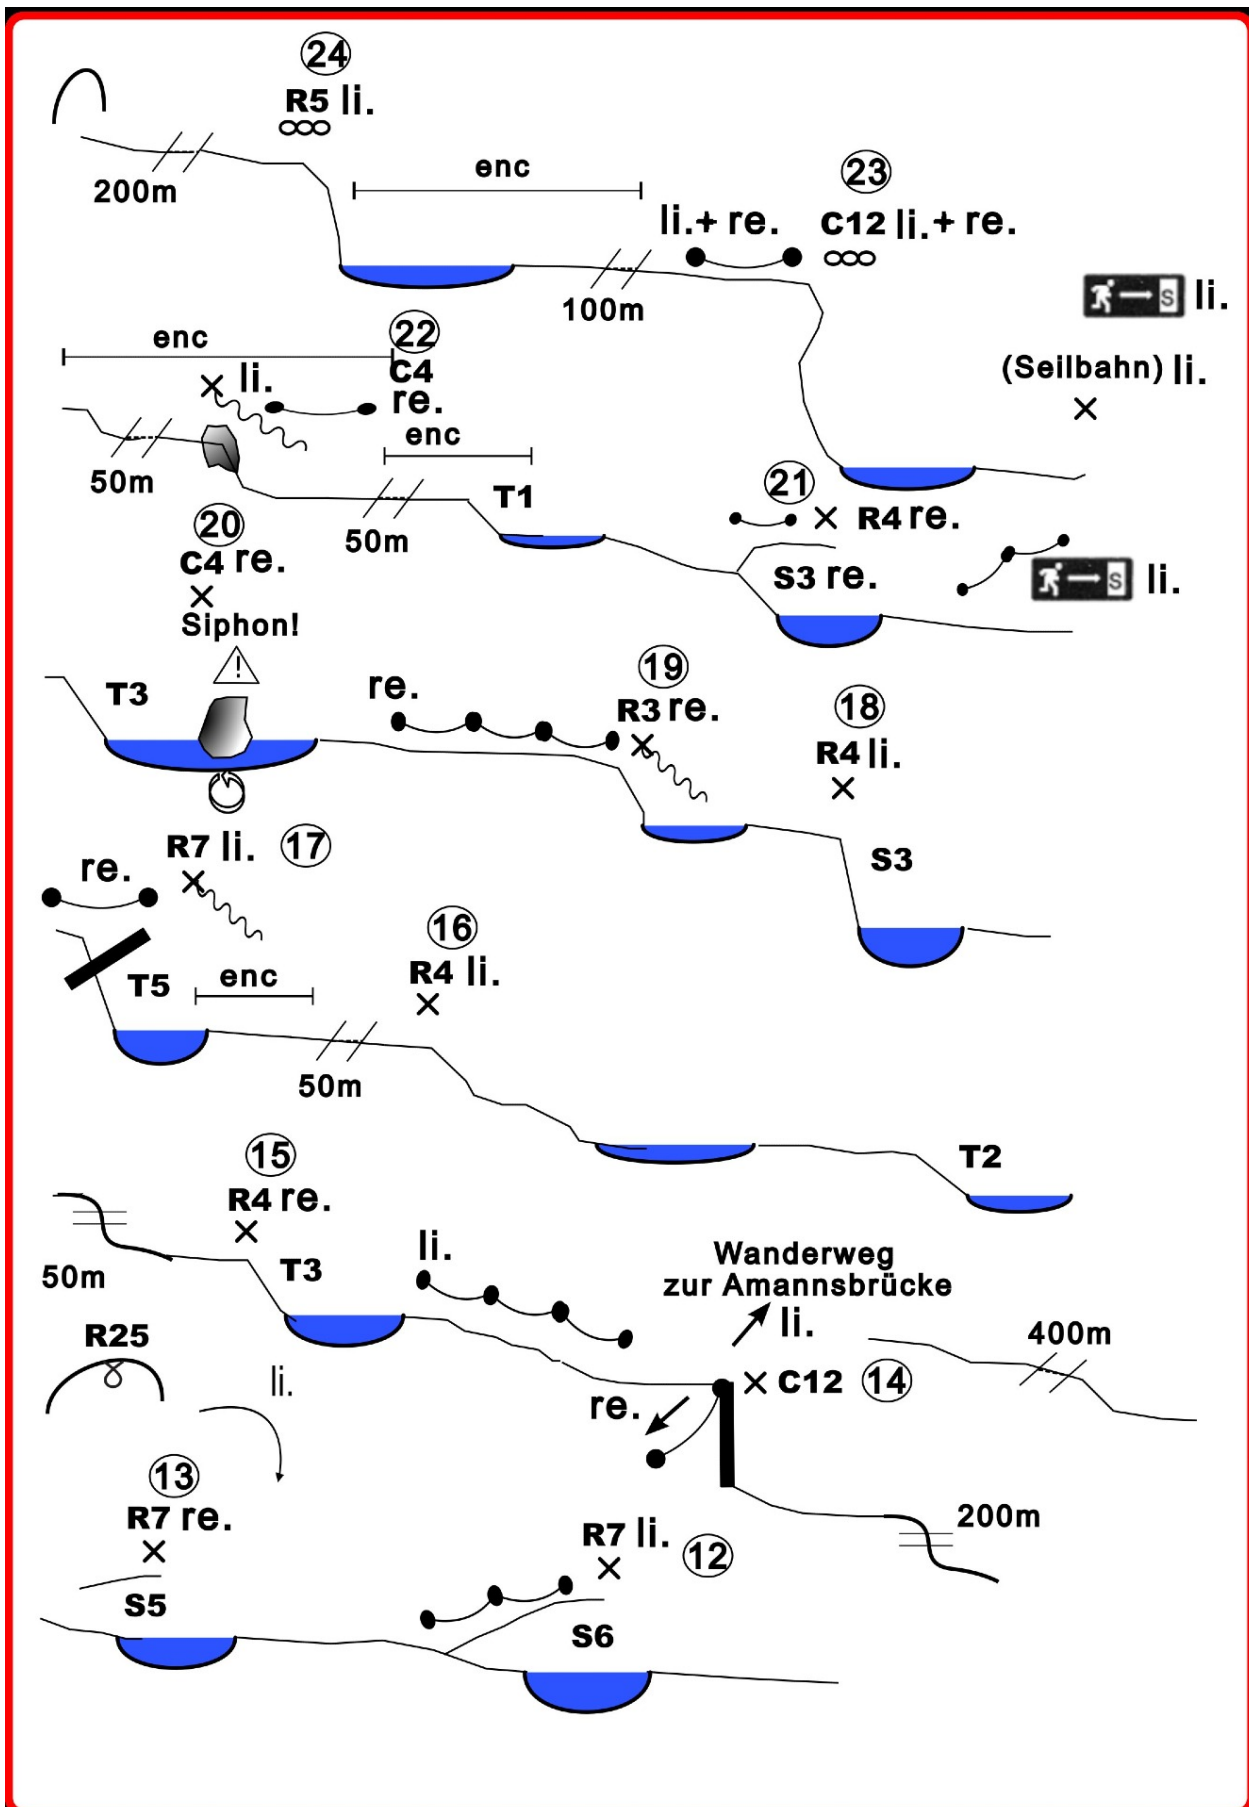 24
R5 li.
200m
enc
23
li.+ re.
C12 li.+ re.
100m
S li.
(Seilbahn) li.
enc
22
C4
li.
re.
50m
enc
T1
50m
21
R4 re.
S3 re.
S li.
20
C4 re.
Siphon!
!
T3
re.
19
R3 re.
18
R4 li.
S3
17
R7 li.
re.
T5
enc
50m
16
R4 li.
T2
15
R4 re.
50m
T3
li.
Wanderweg
zur Amannsbrücke
li.
400m
R25
li.
re.
C12 14
200m
13
R7 re.
S5
R7 li.
12
S6